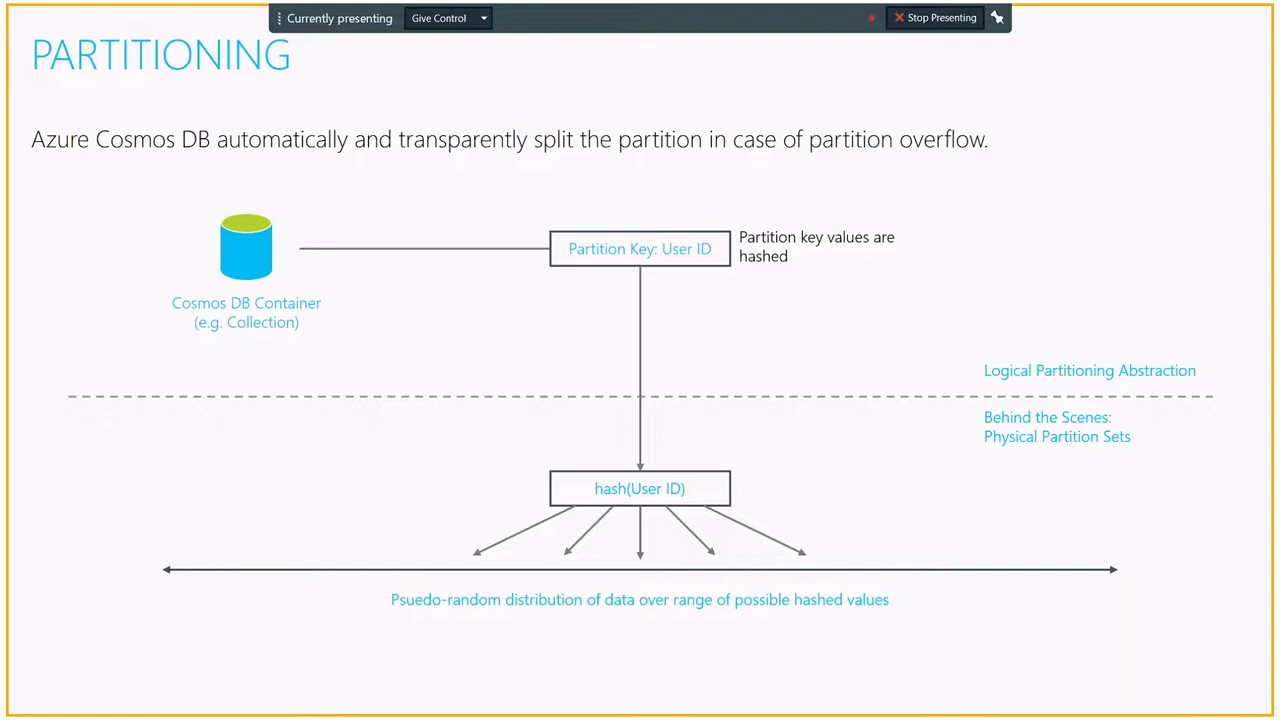 Currently presenting
Give Control
Stop Presenting
PARTITIONING
Azure Cosmos DB automatically and transparently split the partition in case of partition overflow.
Partition Key: User ID
Partition key values are
hashed
Cosmos DB Container
(e.g. Collection)
Logical Partitioning Abstraction
Behind the Scenes:
Physical Partition Sets
hash(User ID)
Psuedo-random distribution of data over range of possible hashed values